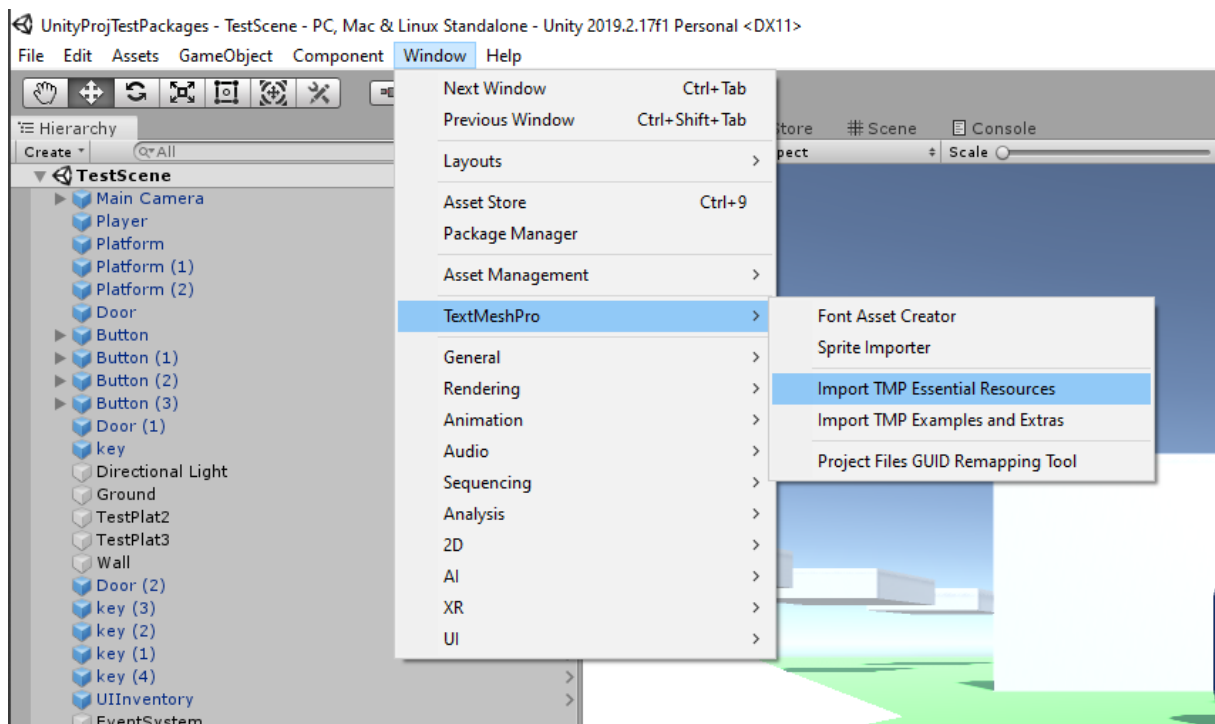 UnityProjTestPackages - TestScene - PC, Mac & Linux Standalone - Unity 2019.2.17f1 Personal <DX11>
File Edit Assets GameObject Component Window Help
Hierarchy
Create All
TestScene
Main Camera
Player
Platform
Platform (1)
Platform (2)
Door
Button
Button (1)
Button (2)
Button (3)
Door (1)
key
Directional Light
Ground
TestPlat2
TestPlat3
Wall
Door (2)
key (3)
key (2)
key (1)
key (4)
UIInventory
EventSystem
Next Window Ctrl+Tab
Previous Window Ctrl+Shift+Tab
Layouts
Asset Store Ctrl+9
Package Manager
Asset Management
TextMeshPro
General
Rendering
Animation
Audio
Sequencing
Analysis
2D
AI
XR
UI
Font Asset Creator
Sprite Importer
Import TMP Essential Resources
Import TMP Examples and Extras
Project Files GUID Remapping Tool
Store Scene Console
pect Scale